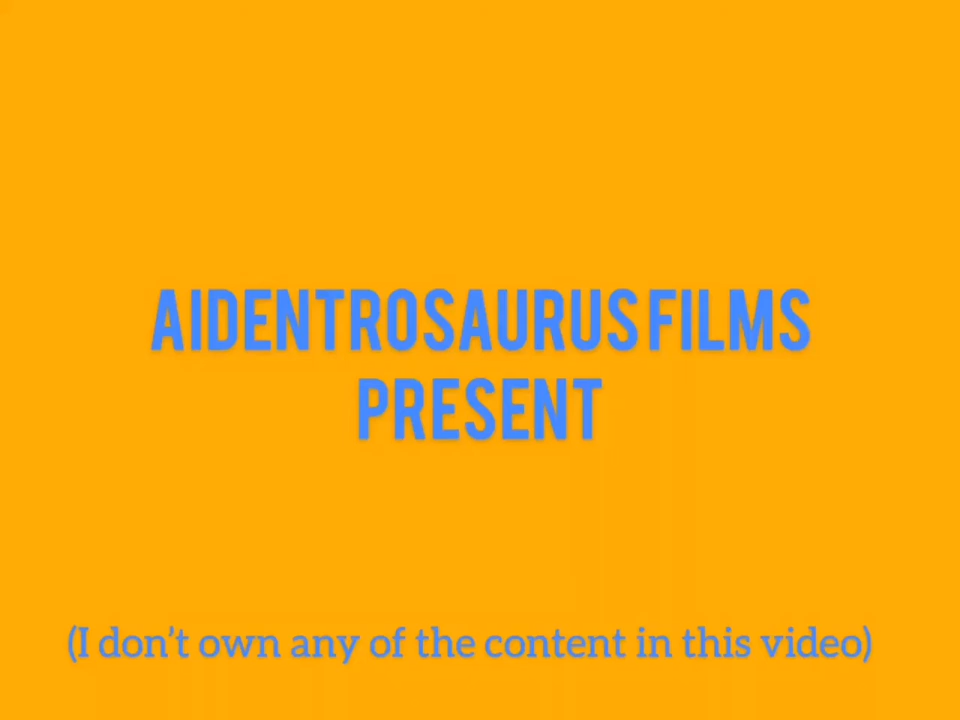 AIDENTROSAURUS FILMS
PRESENT
(I don’t own any of the content in this video)